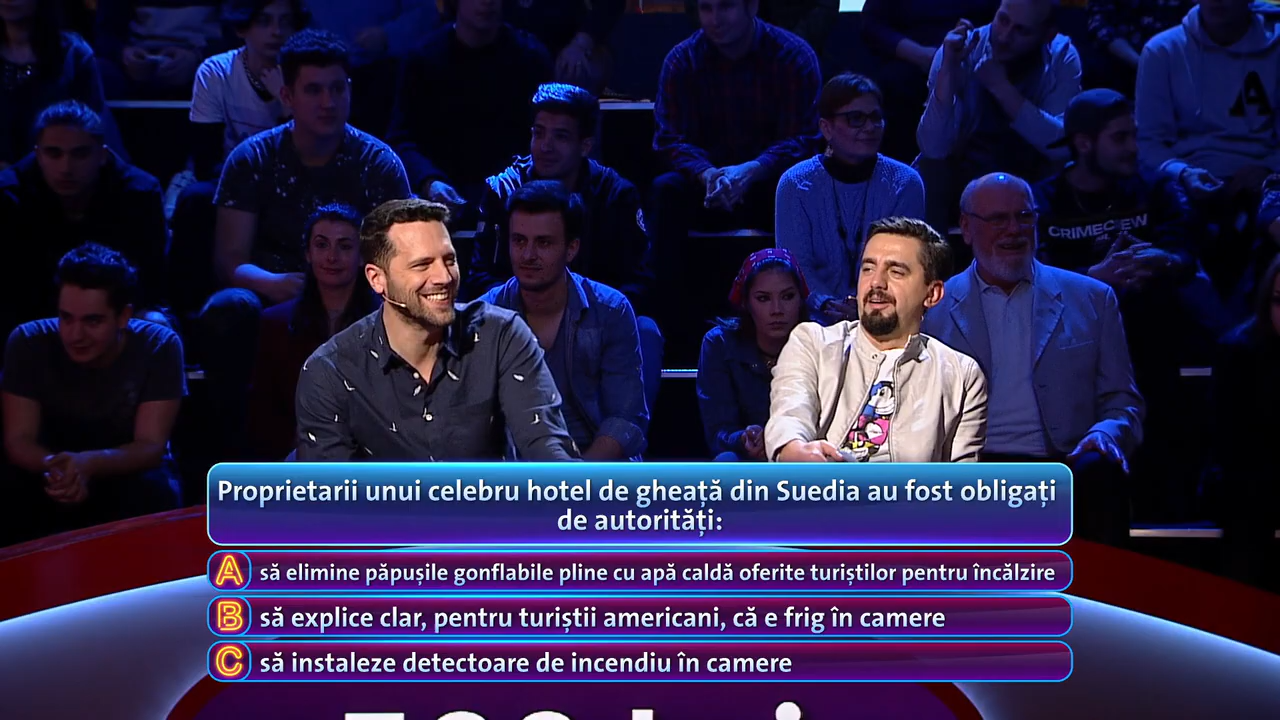 CRIMECREW
Proprietarii unui celebru hotel de gheață din Suedia au fost obligați
de autorități:
A să elimine păpușile gonflabile pline cu apă caldă oferite turiștilor pentru încălzire
B să explice clar, pentru turiștii americani, că e frig în camere
C să instaleze detectoare de incendiu în camere